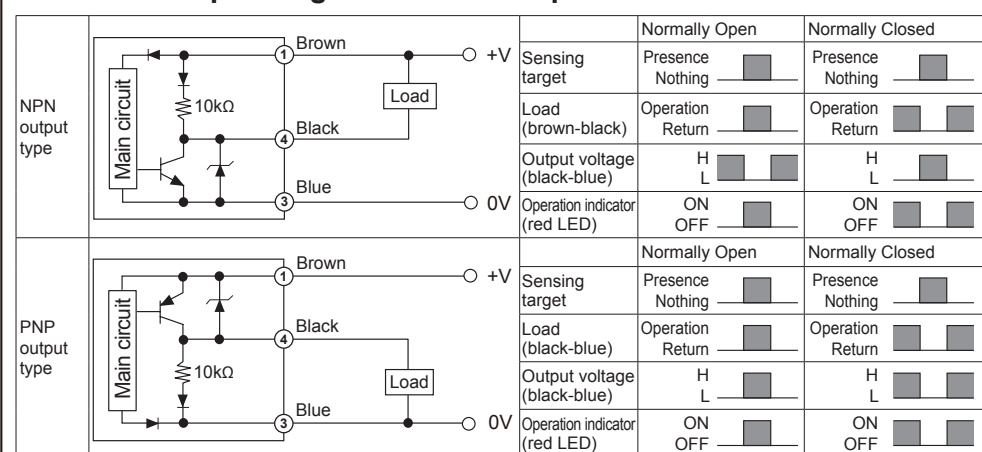 Normally Open Normally Closed
NPN
output
type
Main circuit
10kΩ
1 Brown
4 Black
3 Blue
Load
+V
0V
Sensing
target
Presence
Nothing
Presence
Nothing
Load
(brown-black)
Operation
Return
Operation
Return
Output voltage
(black-blue)
H
L
H
L
Operation indicator
(red LED)
ON
OFF
ON
OFF
Normally Open Normally Closed
PNP
output
type
Main circuit
10kΩ
1 Brown
4 Black
3 Blue
Load
+V
0V
Sensing
target
Presence
Nothing
Presence
Nothing
Load
(black-blue)
Operation
Return
Operation
Return
Output voltage
(black-blue)
H
L
H
L
Operation indicator
(red LED)
ON
OFF
ON
OFF